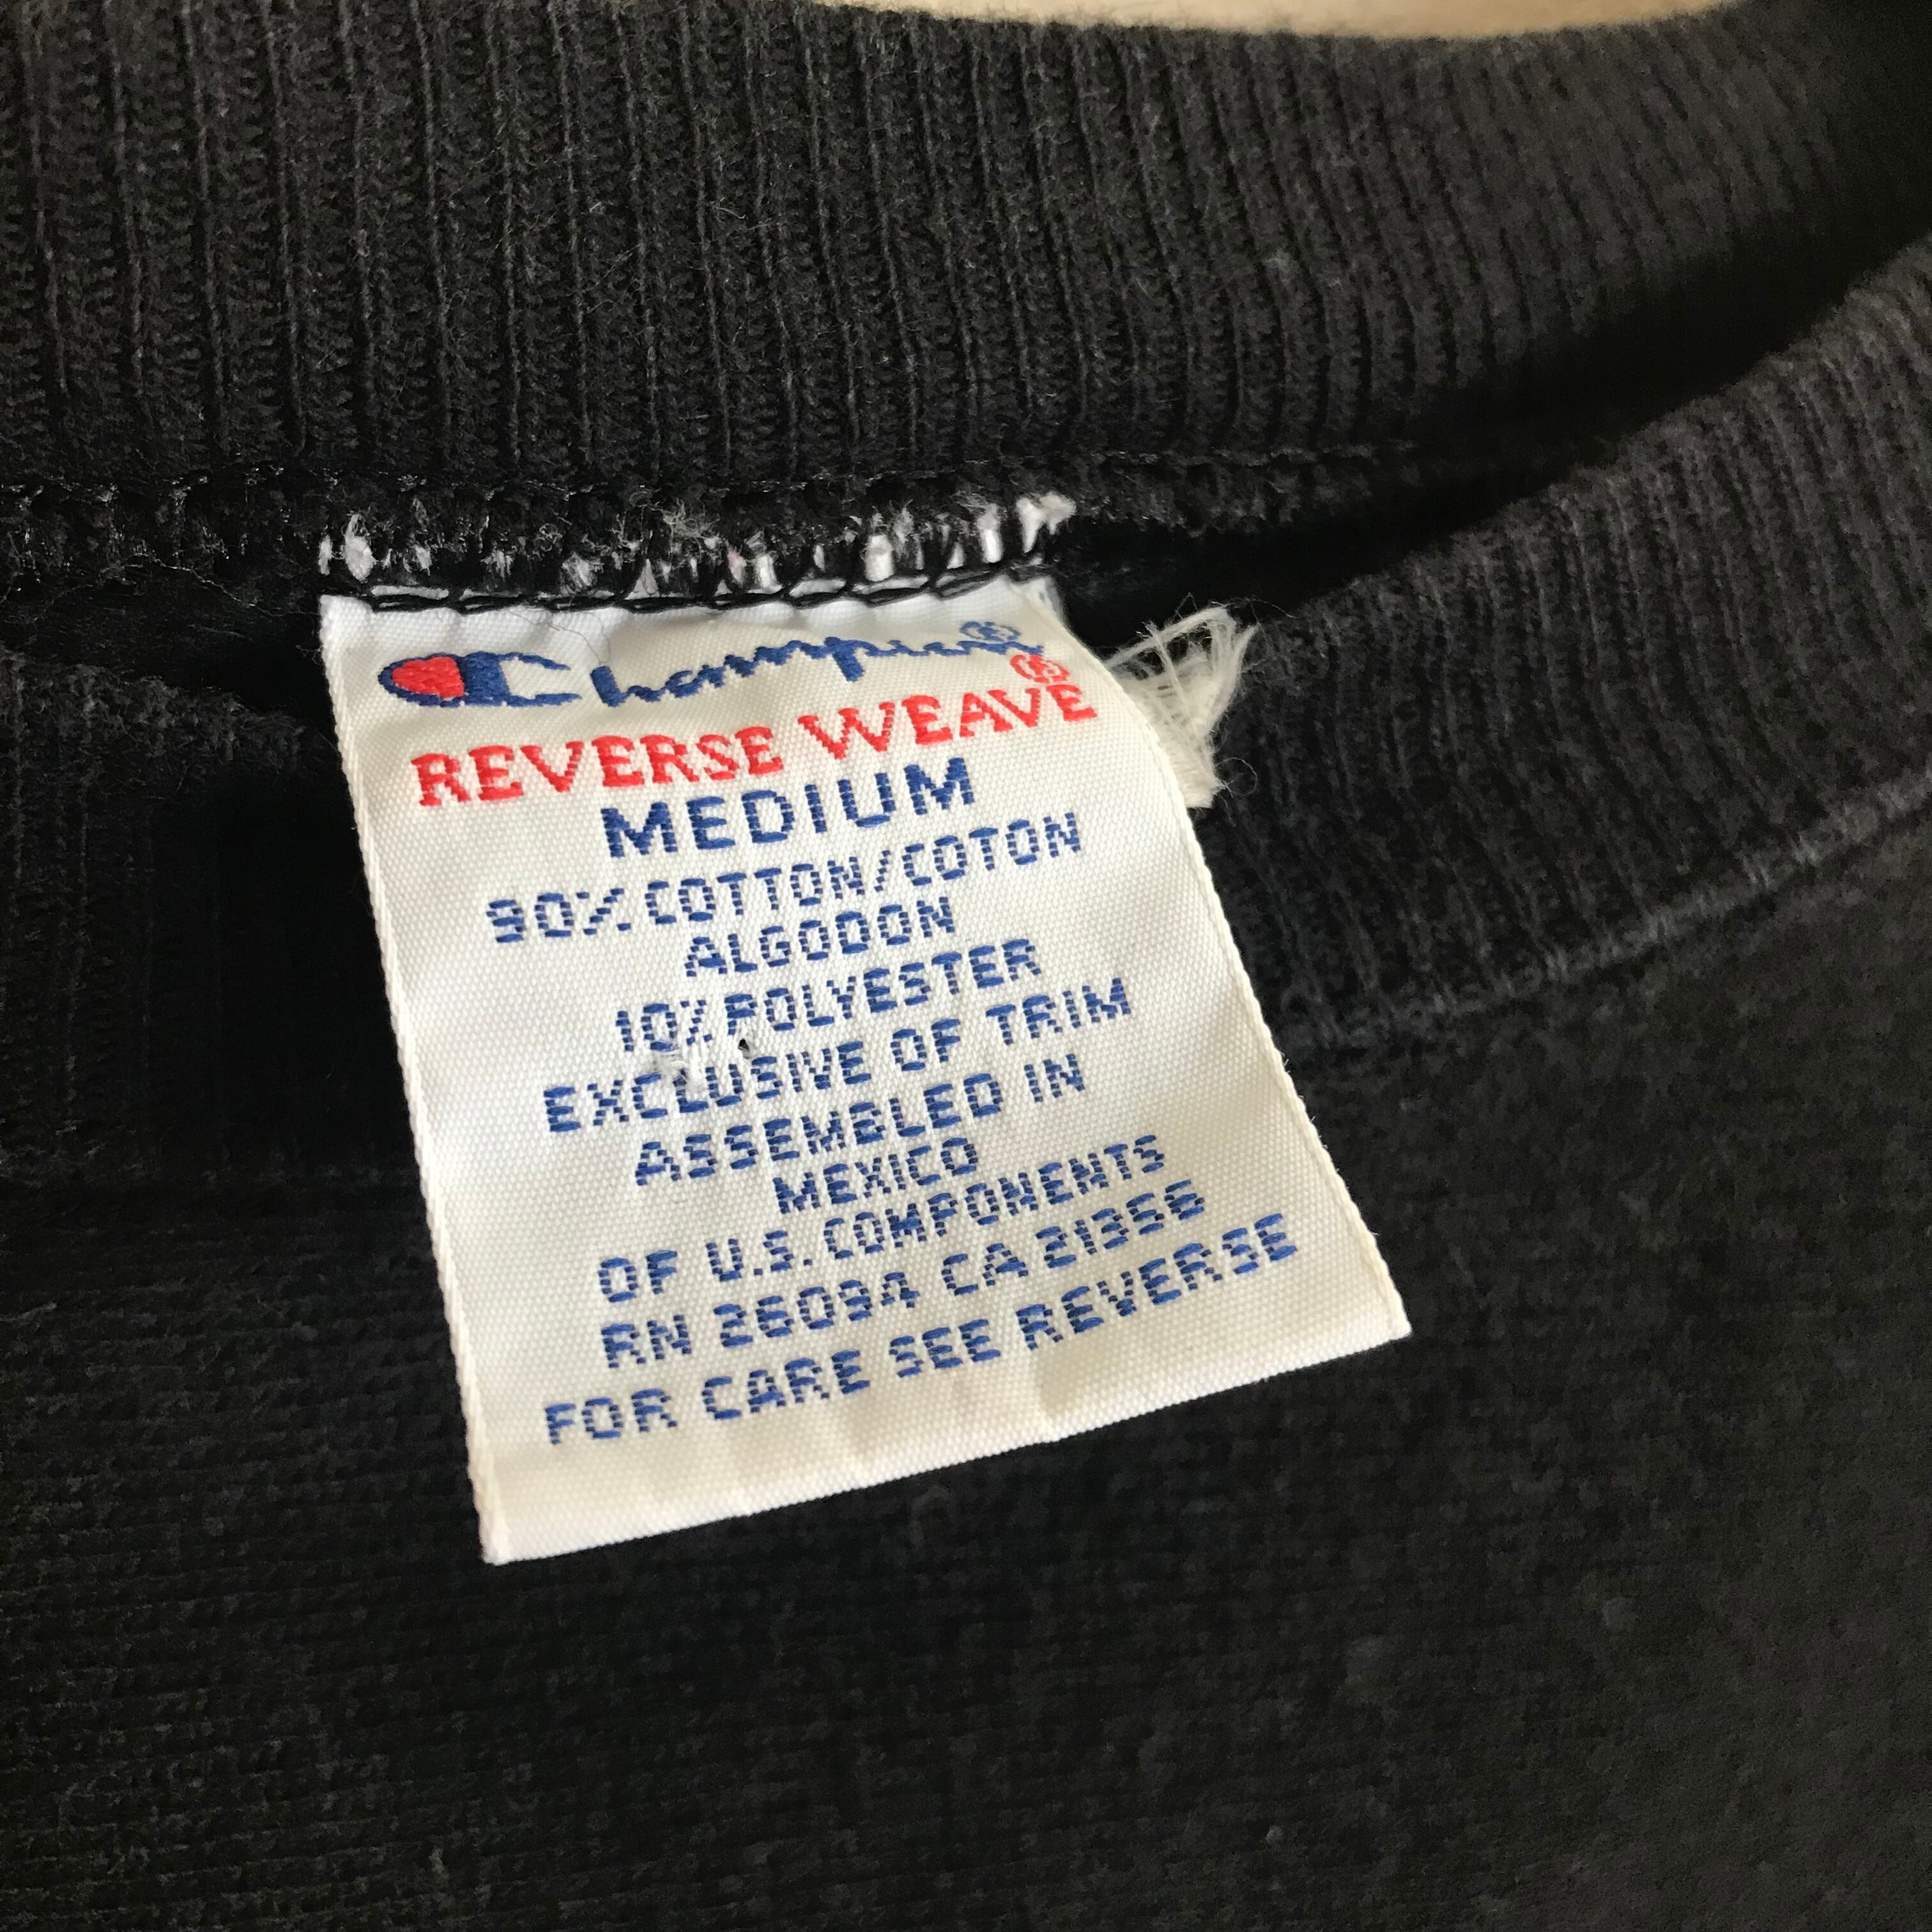 Champion®
REVERSE WEAVE®
MEDIUM
90% COTTON/COTON
ALGODON
10% POLYESTER
EXCLUSIVE OF TRIM
ASSEMBLED IN
MEXICO
OF U.S. COMPONENTS
RN 26094 CA 21356
FOR CARE SEE REVERSE